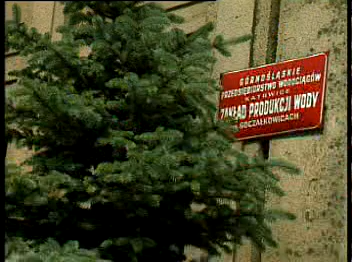 GÓRNOŚLĄSKIE
PRZEDSIĘBIORSTWO WODOCIĄGÓW
KATOWICE
ZAKŁAD PRODUKCJI WODY
GOCZAŁKOWICACH